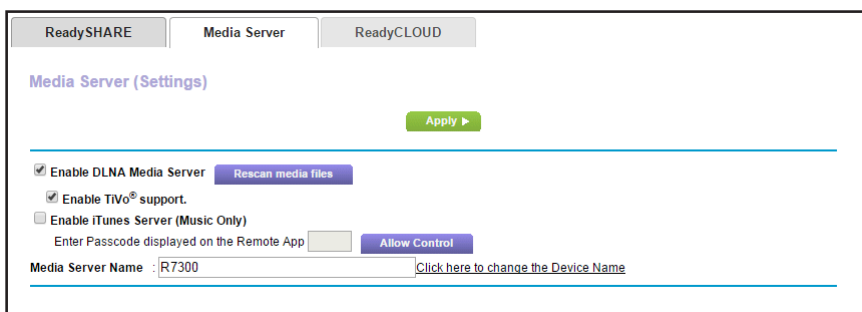 ReadySHARE Media Server ReadyCLOUD
Media Server (Settings)
Apply
Enable DLNA Media Server Rescan media files
Enable TiVo® support.
Enable iTunes Server (Music Only)
Enter Passcode displayed on the Remote App Allow Control
Media Server Name : R7300 Click here to change the Device Name